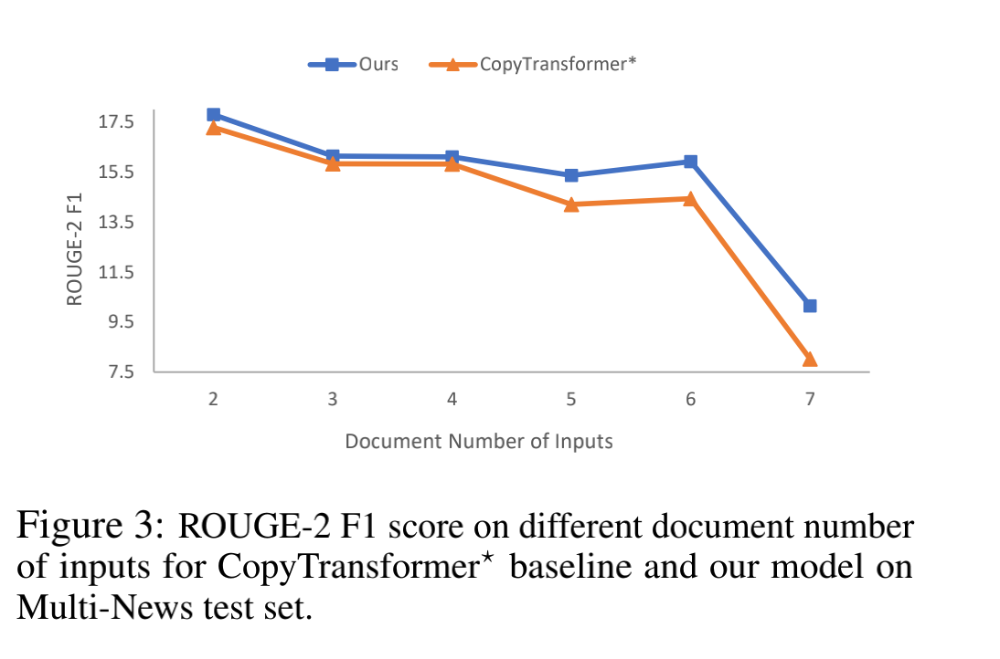 Ours CopyTransformer*
17.5
15.5
13.5
11.5
9.5
7.5
ROUGE-2 F1
2 3 4 5 6 7
Document Number of Inputs
Figure 3: ROUGE-2 F1 score on different document number
of inputs for CopyTransformer⋆ baseline and our model on
Multi-News test set.